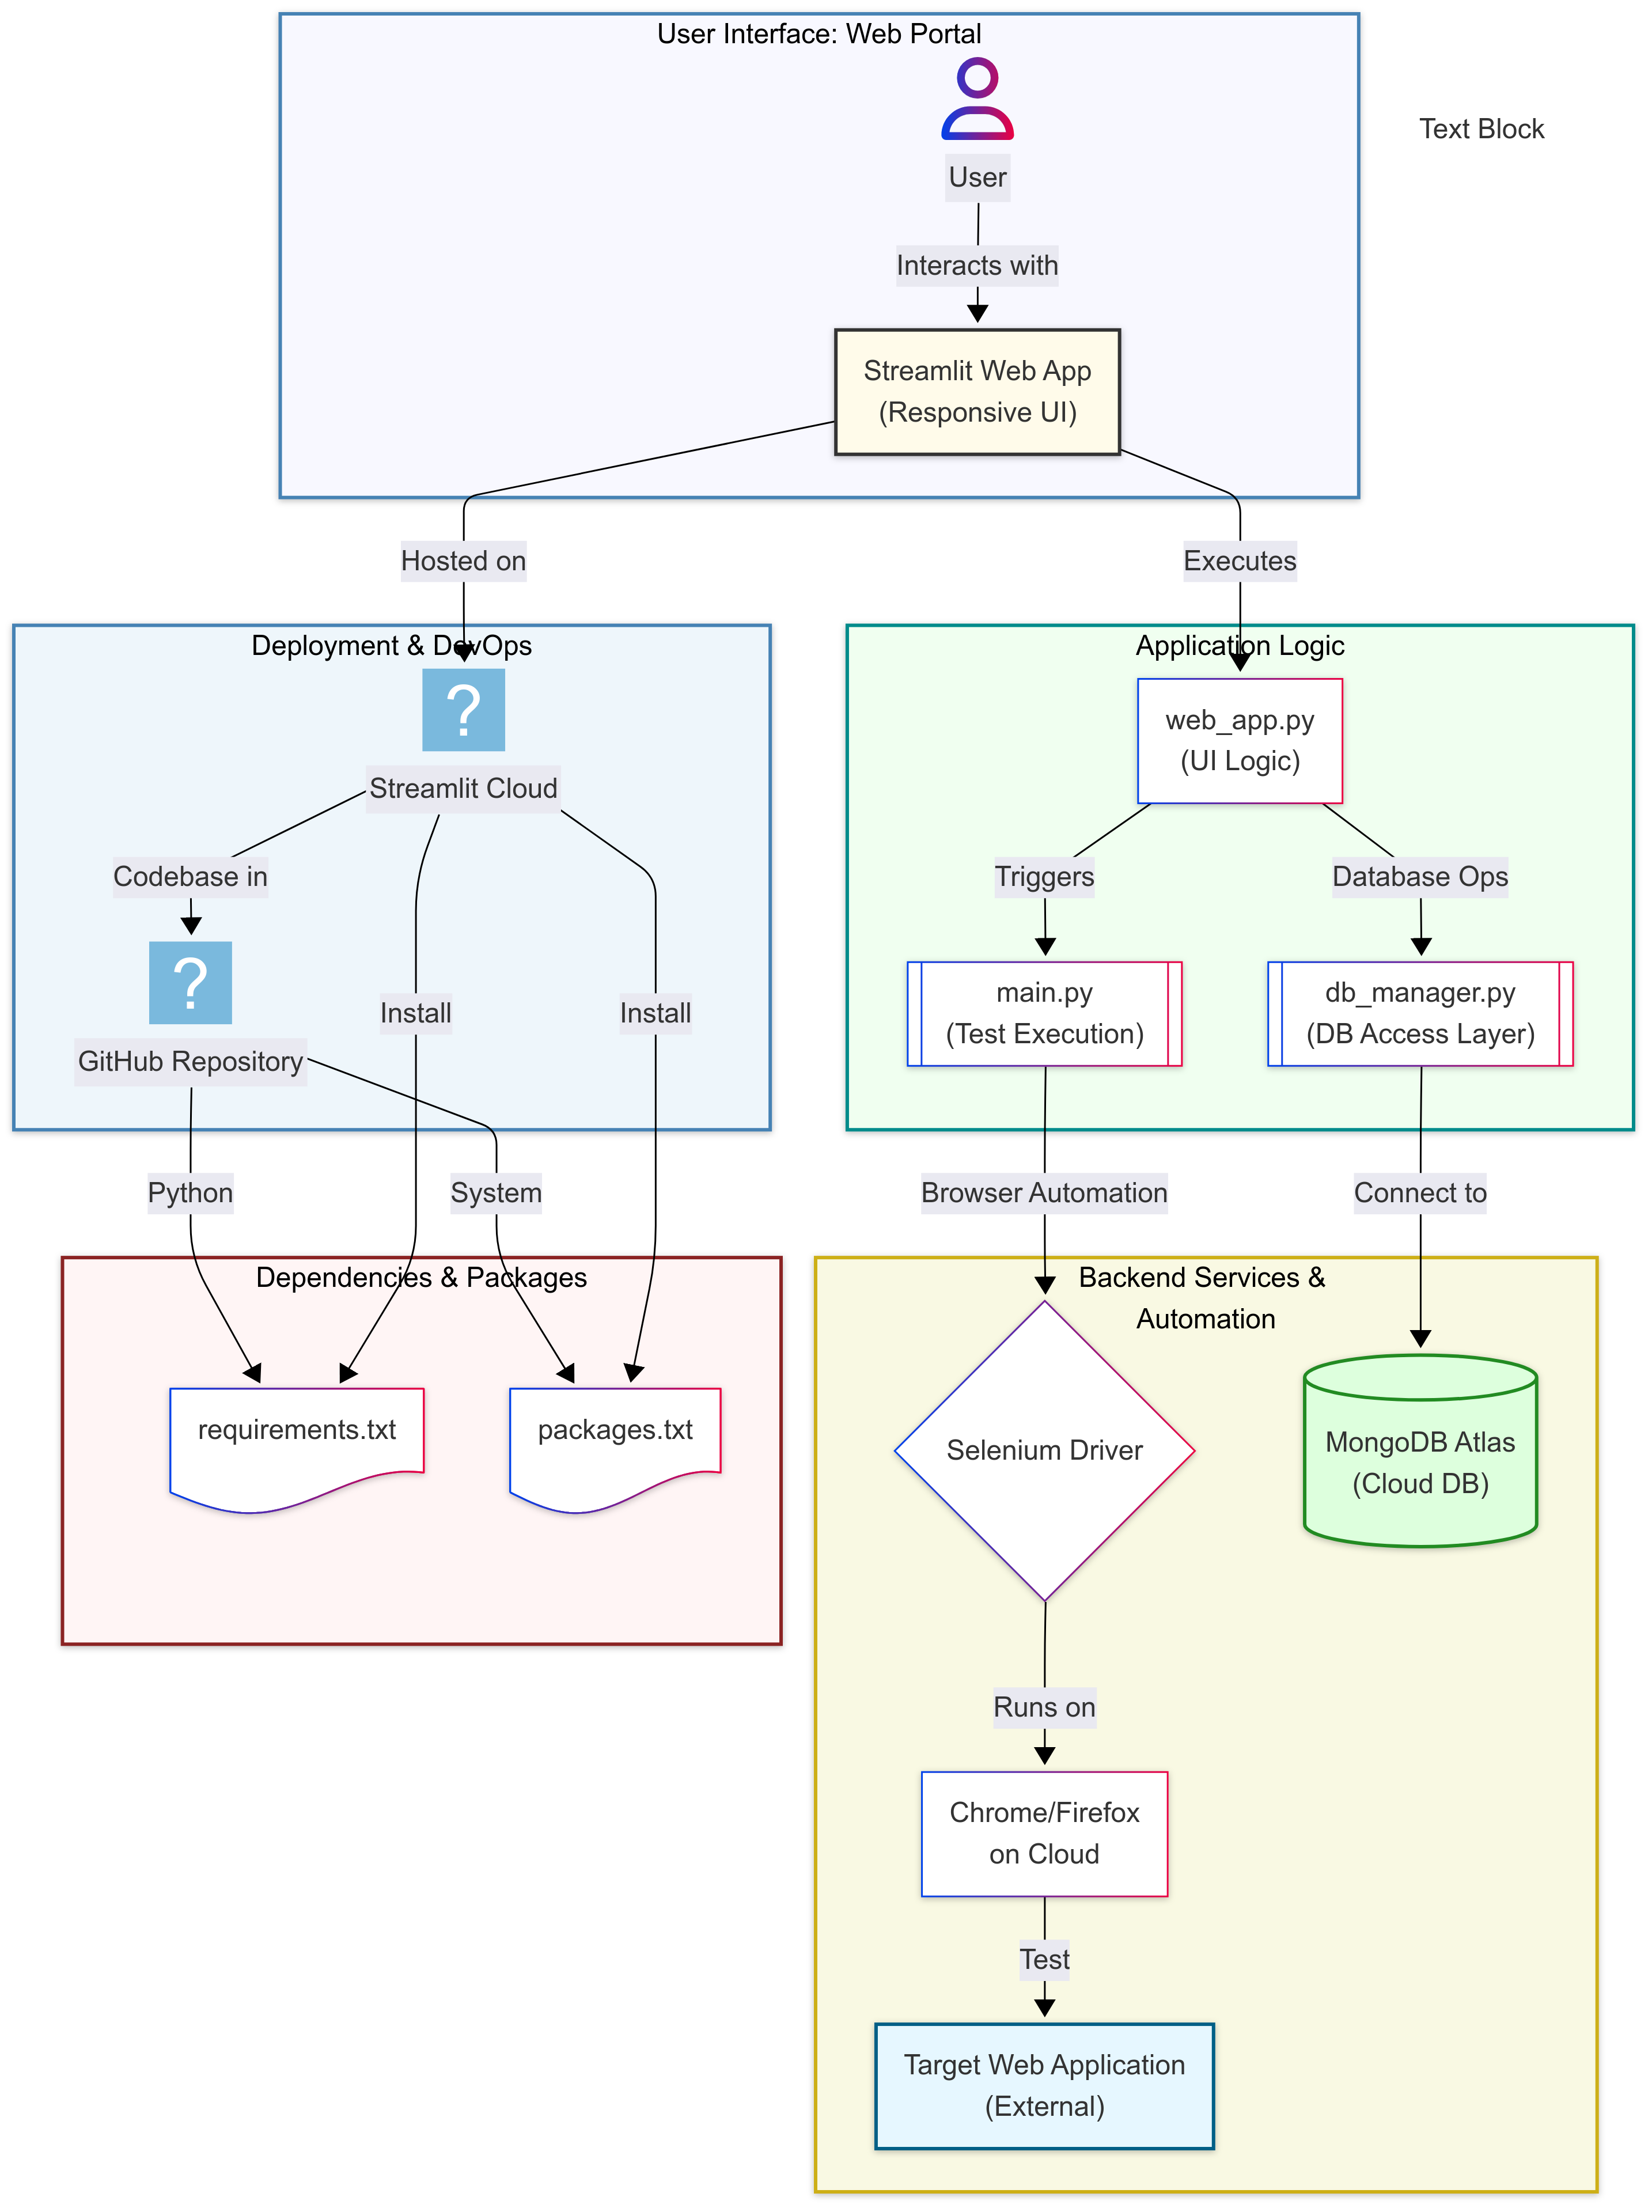 User Interface: Web Portal
Text Block
User
Interacts with
Streamlit Web App
(Responsive UI)
Hosted on
Executes
Deployment & DevOps
?
Streamlit Cloud
Codebase in
?
GitHub Repository
Install
Install
Python
System
Application Logic
web_app.py
(UI Logic)
Triggers
Database Ops
main.py
(Test Execution)
db_manager.py
(DB Access Layer)
Browser Automation
Connect to
Dependencies & Packages
requirements.txt
packages.txt
Backend Services &
Automation
Selenium Driver
MongoDB Atlas
(Cloud DB)
Runs on
Chrome/Firefox
on Cloud
Test
Target Web Application
(External)